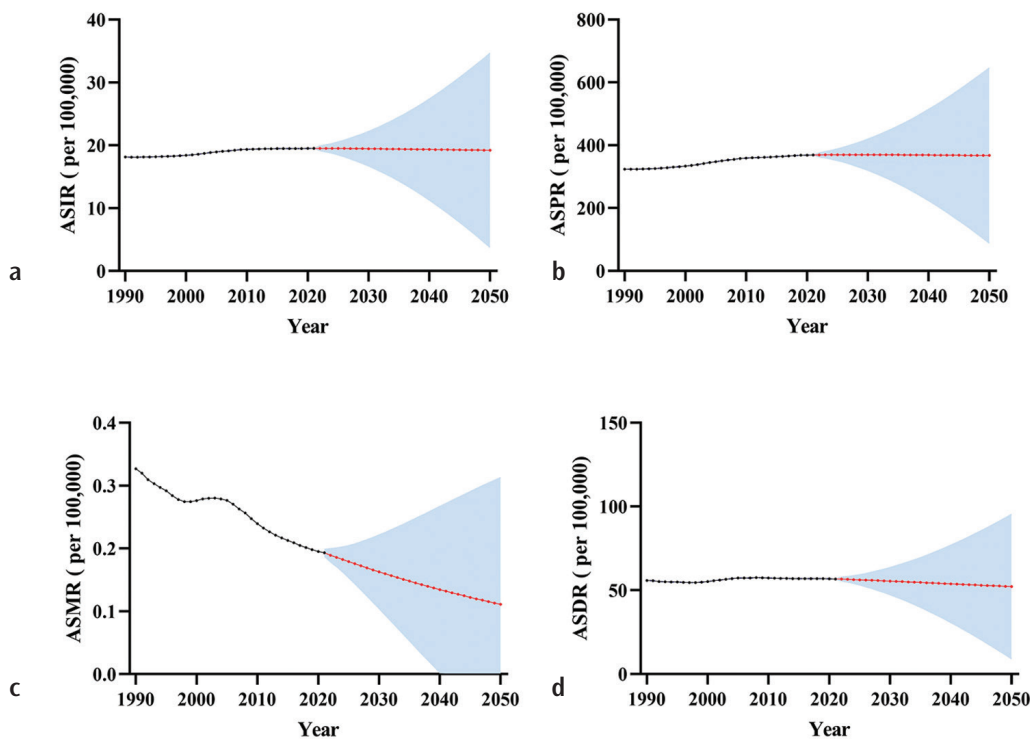 ASIR ( per 100,000)
40
30
20
10
0
1990 2000 2010 2020 2030 2040 2050
Year
a
ASPR ( per 100,000)
800
600
400
200
0
1990 2000 2010 2020 2030 2040 2050
Year
b
ASMR ( per 100,000)
0.4
0.3
0.2
0.1
0.0
1990 2000 2010 2020 2030 2040 2050
Year
c
ASDR ( per 100,000)
150
100
50
0
1990 2000 2010 2020 2030 2040 2050
Year
d